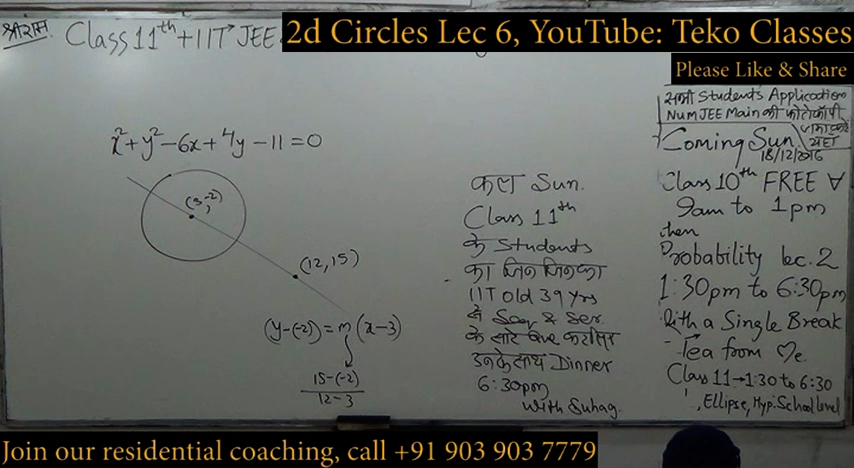 श्रीराम
Class 11th + IIT JEE
2d Circles Lec 6, YouTube: Teko Classes
Please Like & Share
x²+y²-6x+4y-11=0
(3,-2)
(12,15)
(y-(-2)) = m(x-3)
15-(-2)
12-3
कल Sun.
Class 11th
के Students
का जिन जिनका
IIT old 39 yrs
के सारे
उनके साथ Dinner
6:30pm
with Suhag.
सभी Students Application
Num JEE Main की फोटोकॉपी
Coming Sun.
18/12/2016
Class 10th FREE ∀
9am to 1pm
then
Probability lec. 2
1:30pm to 6:30pm
With a Single Break
Tea from Me.
Class 11→1:30 to 6:30
Ellipse, Hyp: School level
Join our residential coaching, call +91 903 903 7779